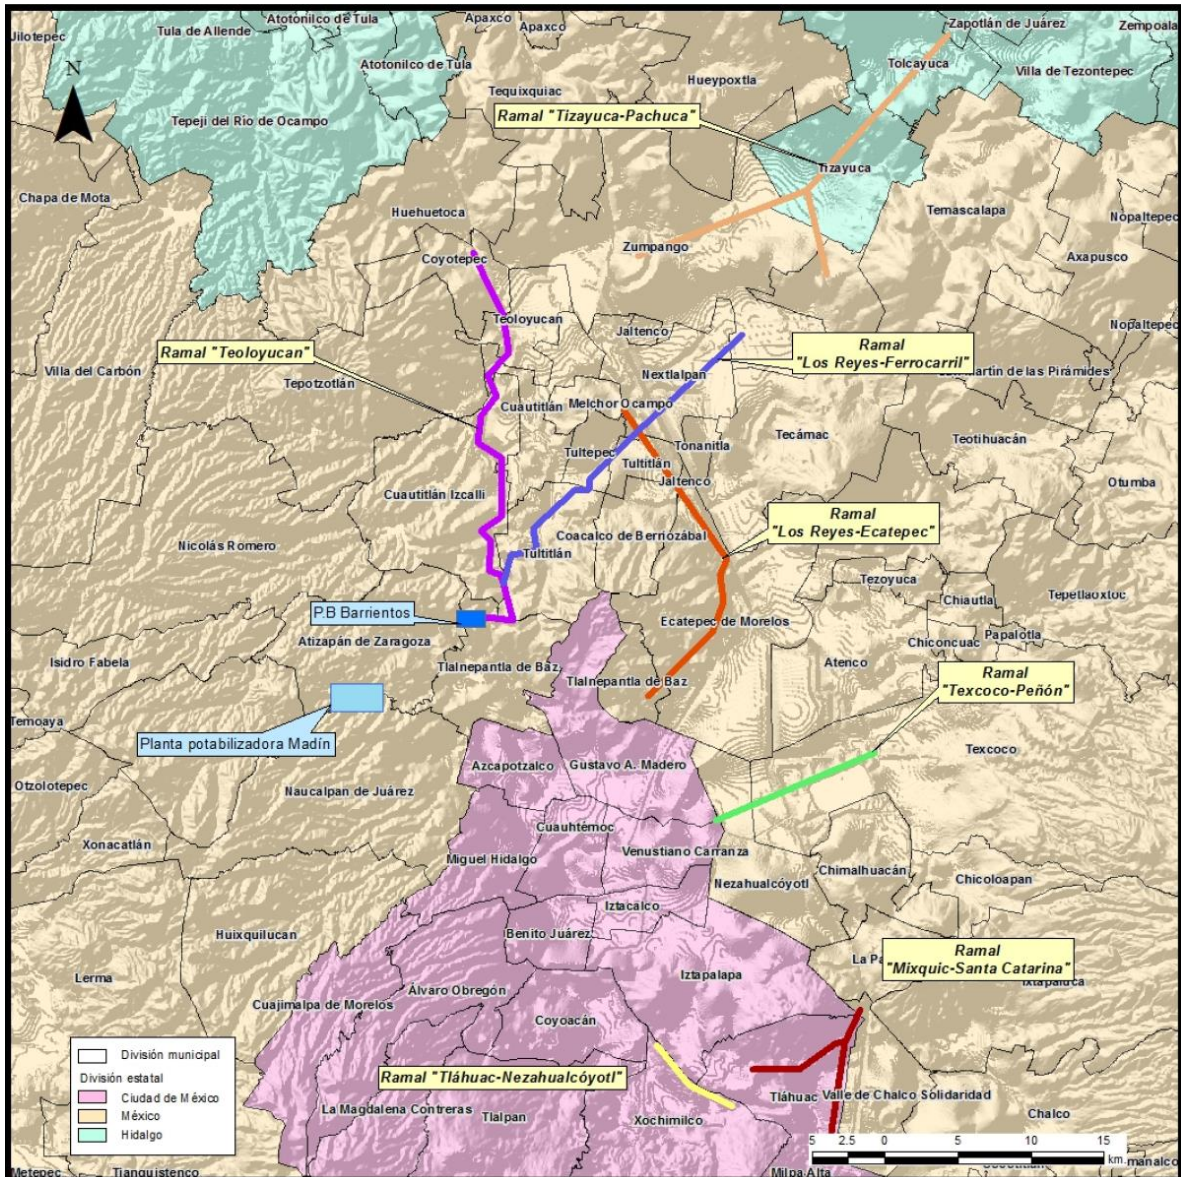 Jilotepec
Tula de Allende
Atotonilco de Tula
Apaxco
Apaxco
Zapotlán de Juárez
Zempoala
Atotonilco de Tula
Tolcayuca
Villa de Tezontepec
N
Tequixquiac
Hueypoxtla
Ramal "Tizayuca-Pachuca"
Tepeji del Río de Ocampo
Tizayuca
Chapa de Mota
Huehuetoca
Temascalapa
Nopaltepec
Zumpango
Coyotepec
Axapusco
Teoloyucan
Jaltenco
Nopaltepec
Ramal "Teoloyucan"
Ramal
"Los Reyes-Ferrocarril"
Villa del Carbón
Tepotzotlán
Nextlalpan
Martín de las Pirámides
Cuautitlán
Melchor Ocampo
Tecámac
Teotihuacán
Tultepec
Tonanitla
Tultitlán
Jaltenco
Otumba
Cuautitlán Izcalli
Ramal
"Los Reyes-Ecatepec"
Nicolás Romero
Coacalco de Berriozábal
Tultitlán
Tezoyuca
Chiautla
Tepetlaoxtoc
P.B Barrientos
Ecatepec de Morelos
Papalotla
Atizapán de Zaragoza
Chiconcuac
Isidro Fabela
Tlalnepantla de Baz
Atenco
Tlalnepantla de Baz
Ramal
"Texcoco-Peñón"
Temoaya
Planta potabilizadora Madín
Texcoco
Azcapotzalco
Gustavo A. Madero
Otzolotepec
Naucalpan de Juárez
Cuauhtémoc
Xonacatlán
Miguel Hidalgo
Venustiano Carranza
Nezahualcóyotl
Chimalhuacán
Chicoloapan
Iztacalco
Huixquilucan
Benito Juárez
Ramal
"Mixquic-Santa Catarina"
La Pa
Iztapalapa
Lerma
Ixtapaluca
Álvaro Obregón
Cuajimalpa de Morelos
Coyoacán
División municipal
División estatal
Ciudad de México
México
Hidalgo
Ramal "Tláhuac-Nezahualcóyotl"
Tláhuac
Valle de Chalco Solidaridad
La Magdalena Contreras
Tlalpan
Xochimilco
Chalco
5 2.5 0 5 10 15
km.
Metepec
Tianguistenco
Milpa Alta
manalco